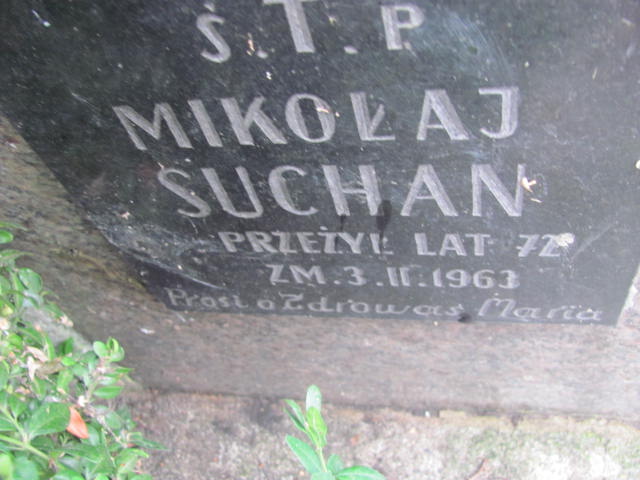 Ś.T.P
MIKOŁAJ
SUCHAN
PRZEŻYŁ LAT 72
ZM.3.II.1963
Prosi o Zdrowaś Maria